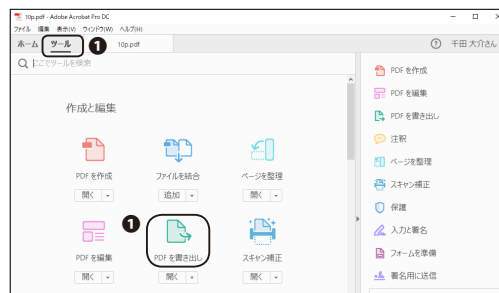 10p.pdf - Adobe Acrobat Pro DC
ファイル 編集 表示(V) ウィンドウ(W) ヘルプ(H)
ホーム ツール ❶ 10p.pdf ? 千田 大介さん
ここでツールを検索
作成と編集
PDF を作成 ファイルを結合 ページを整理
開く 追加 開く
❶
PDF を編集 PDF を書き出し スキャン補正
開く 開く 開く
PDF を作成
PDF を編集
PDF を書き出し
注釈
ページを整理
スキャン補正
保護
入力と署名
フォームを準備
署名用に送信